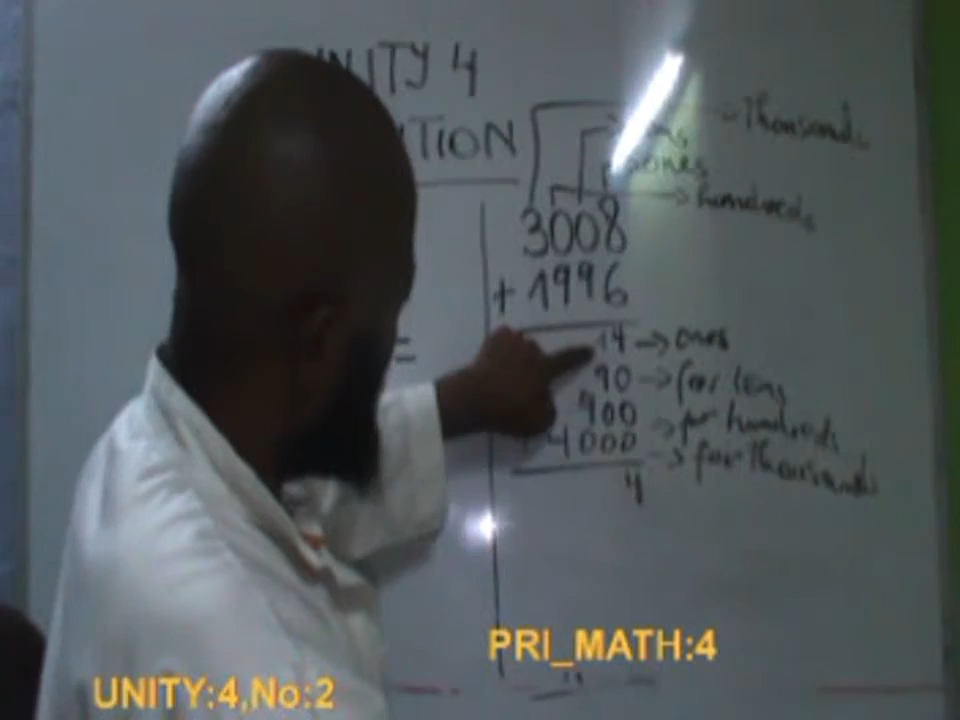 UNITY 4
TION
Thousands
ones
hundreds
3008
+ 1996
14 → ones
90 → for tens
900 → for hundreds
4000 → for Thousands
4
PRI_MATH:4
UNITY:4,No:2